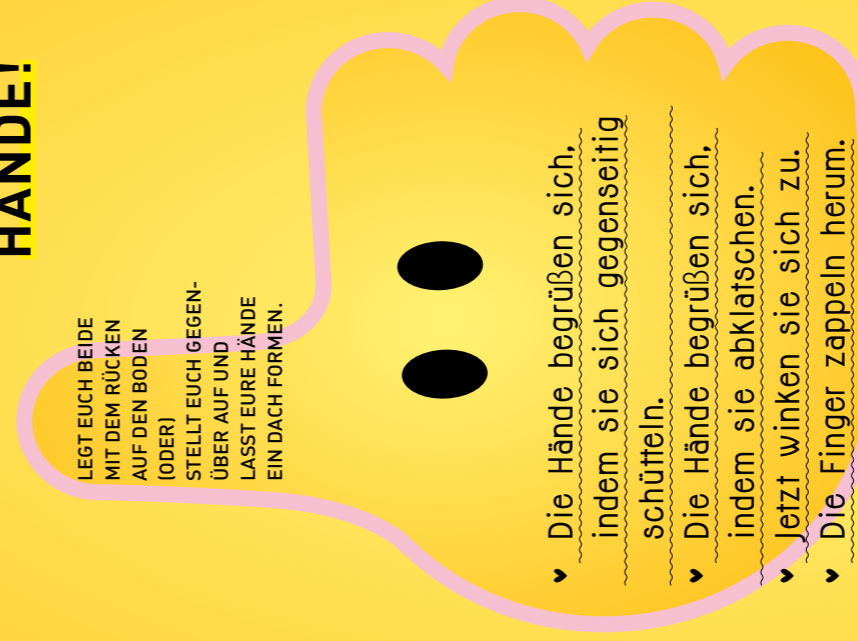 HÄNDE!
LEGT EUCH BEIDE
MIT DEM RÜCKEN
AUF DEN BODEN
(ODER)
STELLT EUCH GEGEN-
ÜBER AUF UND
LASST EURE HÄNDE
EIN DACH FORMEN.
Die Hände begrüßen sich,
indem sie sich gegenseitig
schütteln.
Die Hände begrüßen sich,
indem sie abklatschen.
Jetzt winken sie sich zu.
Die Finger zappeln herum.